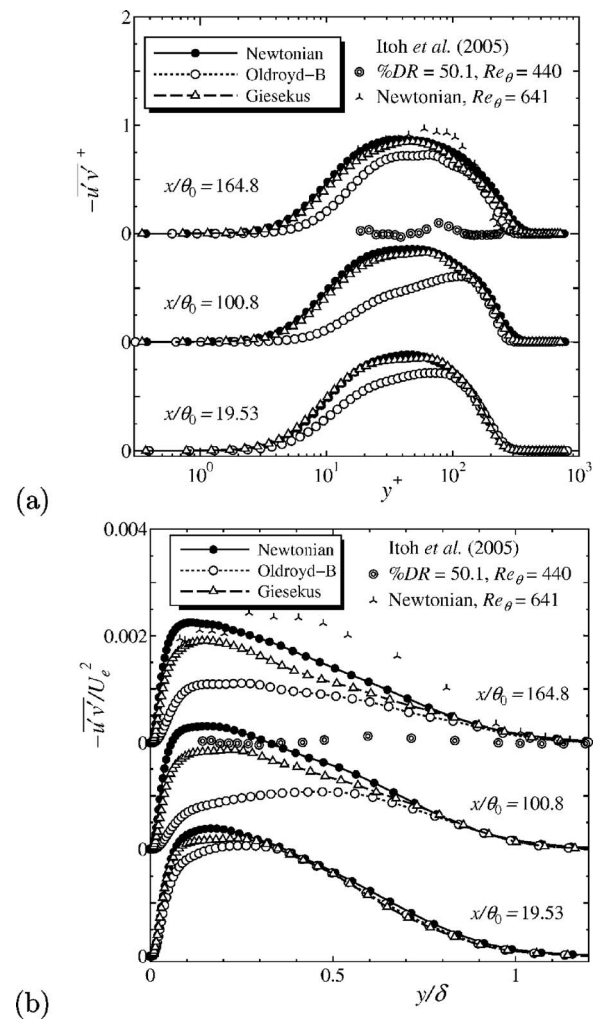 2
Newtonian
Oldroyd-B
Giesekus
Itoh et al. (2005)
%DR = 50.1, Reθ = 440
Newtonian, Reθ = 641
1
x/θ0 = 164.8
0
x/θ0 = 100.8
0
x/θ0 = 19.53
0
−u′v′ +
10^0
10^1
10^2
10^3
y+
(a)
0.004
Newtonian
Oldroyd-B
Giesekus
Itoh et al. (2005)
%DR = 50.1, Reθ = 440
Newtonian, Reθ = 641
0.002
x/θ0 = 164.8
0
x/θ0 = 100.8
0
x/θ0 = 19.53
0
−u′v′/Ue^2
0
0.5
1
y/δ
(b)